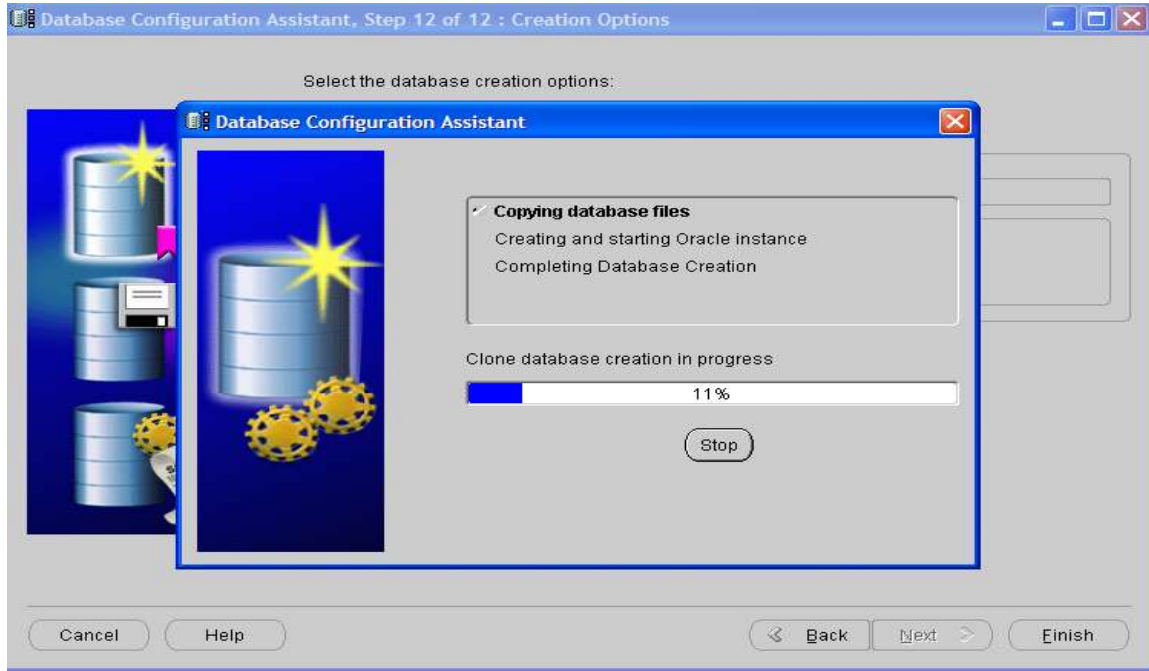 Database Configuration Assistant, Step 12 of 12 : Creation Options
Select the database creation options:
Database Configuration Assistant
Copying database files
Creating and starting Oracle instance
Completing Database Creation
Clone database creation in progress
11%
Stop
Cancel Help Back Next Finish